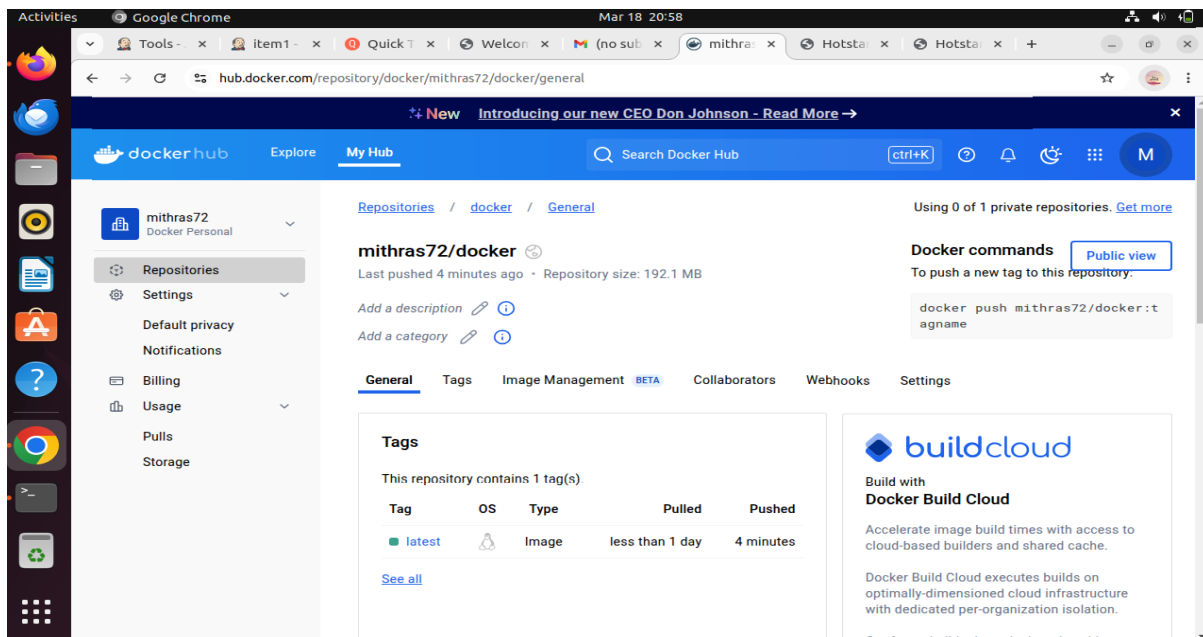 Activities
Google Chrome
Mar 18 20:58
Tools -
item1 -
Quick T
Welcon
(no sub
mithras
Hotstar
Hotstar
hub.docker.com/repository/docker/mithras72/docker/general
New Introducing our new CEO Don Johnson - Read More →
dockerhub
Explore
My Hub
Search Docker Hub
ctrl+K
M
mithras72
Docker Personal
Repositories
Settings
Default privacy
Notifications
Billing
Usage
Pulls
Storage
Repositories / docker / General
Using 0 of 1 private repositories. Get more
mithras72/docker
Last pushed 4 minutes ago • Repository size: 192.1 MB
Add a description
Add a category
Docker commands
Public view
To push a new tag to this repository:
docker push mithras72/docker:t
agname
General Tags Image Management BETA Collaborators Webhooks Settings
Tags
This repository contains 1 tag(s).
Tag OS Type Pulled Pushed
latest Image less than 1 day 4 minutes
See all
buildcloud
Build with
Docker Build Cloud
Accelerate image build times with access to
cloud-based builders and shared cache.
Docker Build Cloud executes builds on
optimally-dimensioned cloud infrastructure
with dedicated per-organization isolation.